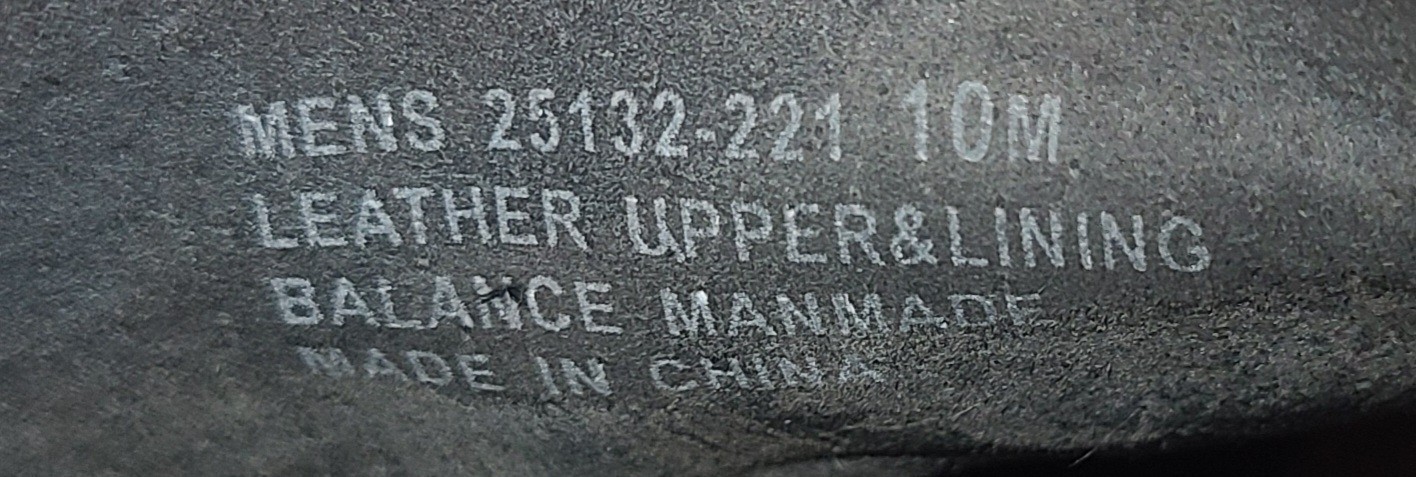 MENS 25132-221 10M
LEATHER UPPER&LINING
BALANCE MANMADE
MADE IN CHINA